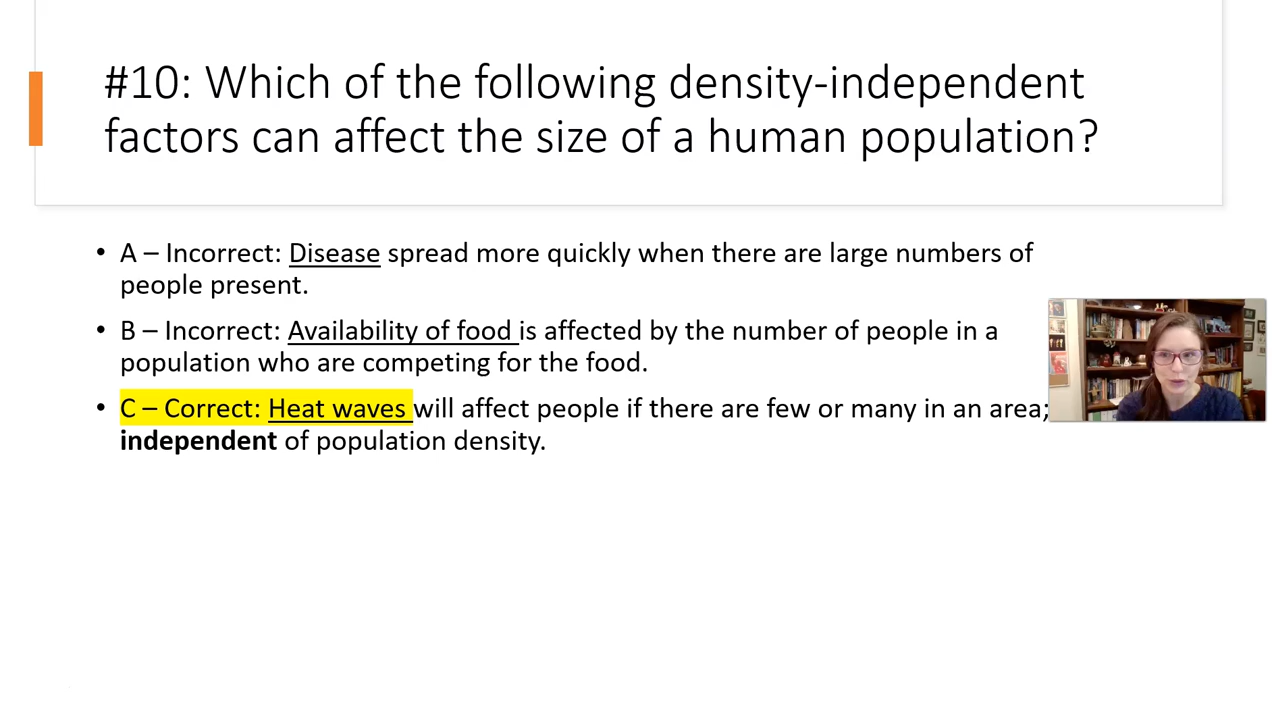 #10: Which of the following density-independent
factors can affect the size of a human population?
• A – Incorrect: Disease spread more quickly when there are large numbers of
people present.
• B – Incorrect: Availability of food is affected by the number of people in a
population who are competing for the food.
• C – Correct: Heat waves will affect people if there are few or many in an area;
independent of population density.